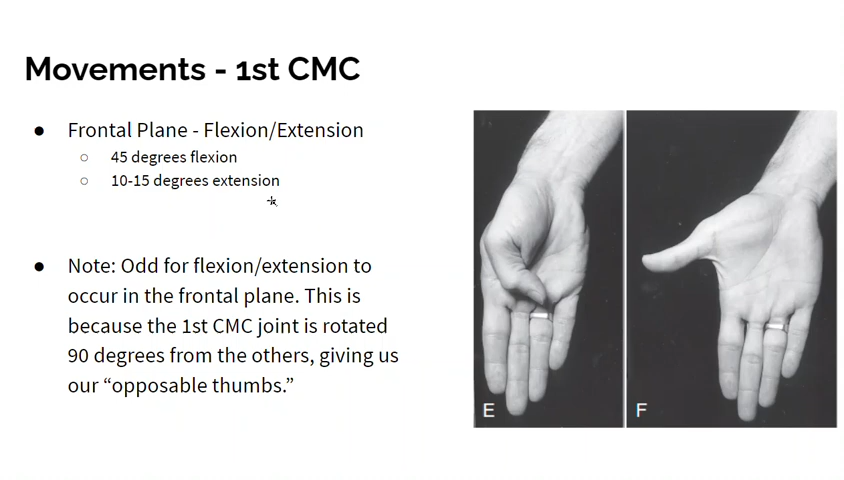 Movements - 1st CMC
● Frontal Plane - Flexion/Extension
○ 45 degrees flexion
○ 10-15 degrees extension
● Note: Odd for flexion/extension to
occur in the frontal plane. This is
because the 1st CMC joint is rotated
90 degrees from the others, giving us
our “opposable thumbs.”
E
F